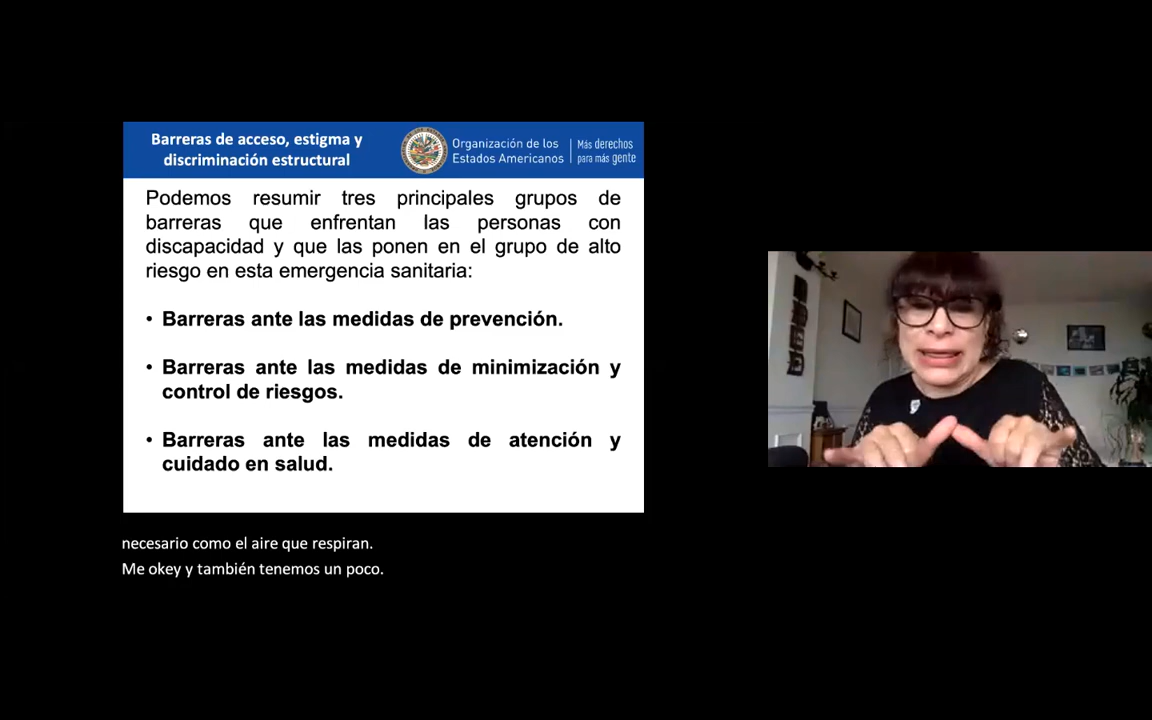 Barreras de acceso, estigma y
discriminación estructural
Organización de los
Estados Americanos
Más derechos
para más gente
Podemos resumir tres principales grupos de
barreras que enfrentan las personas con
discapacidad y que las ponen en el grupo de alto
riesgo en esta emergencia sanitaria:
• Barreras ante las medidas de prevención.
• Barreras ante las medidas de minimización y
control de riesgos.
• Barreras ante las medidas de atención y
cuidado en salud.
necesario como el aire que respiran.
Me okey y también tenemos un poco.